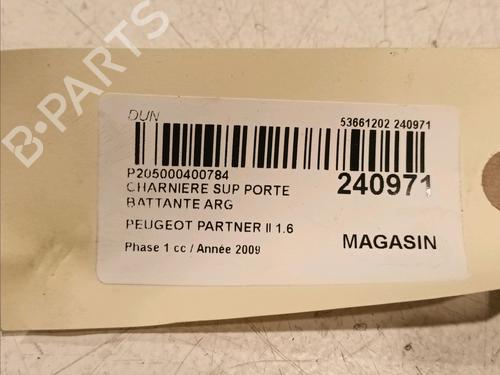 B-PARTS
DUN
53661202 240971
P205000400784
CHARNIERE SUP PORTE
BATTANTE ARG
240971
PEUGEOT PARTNER II 1.6
MAGASIN
Phase 1 cc / Année 2009